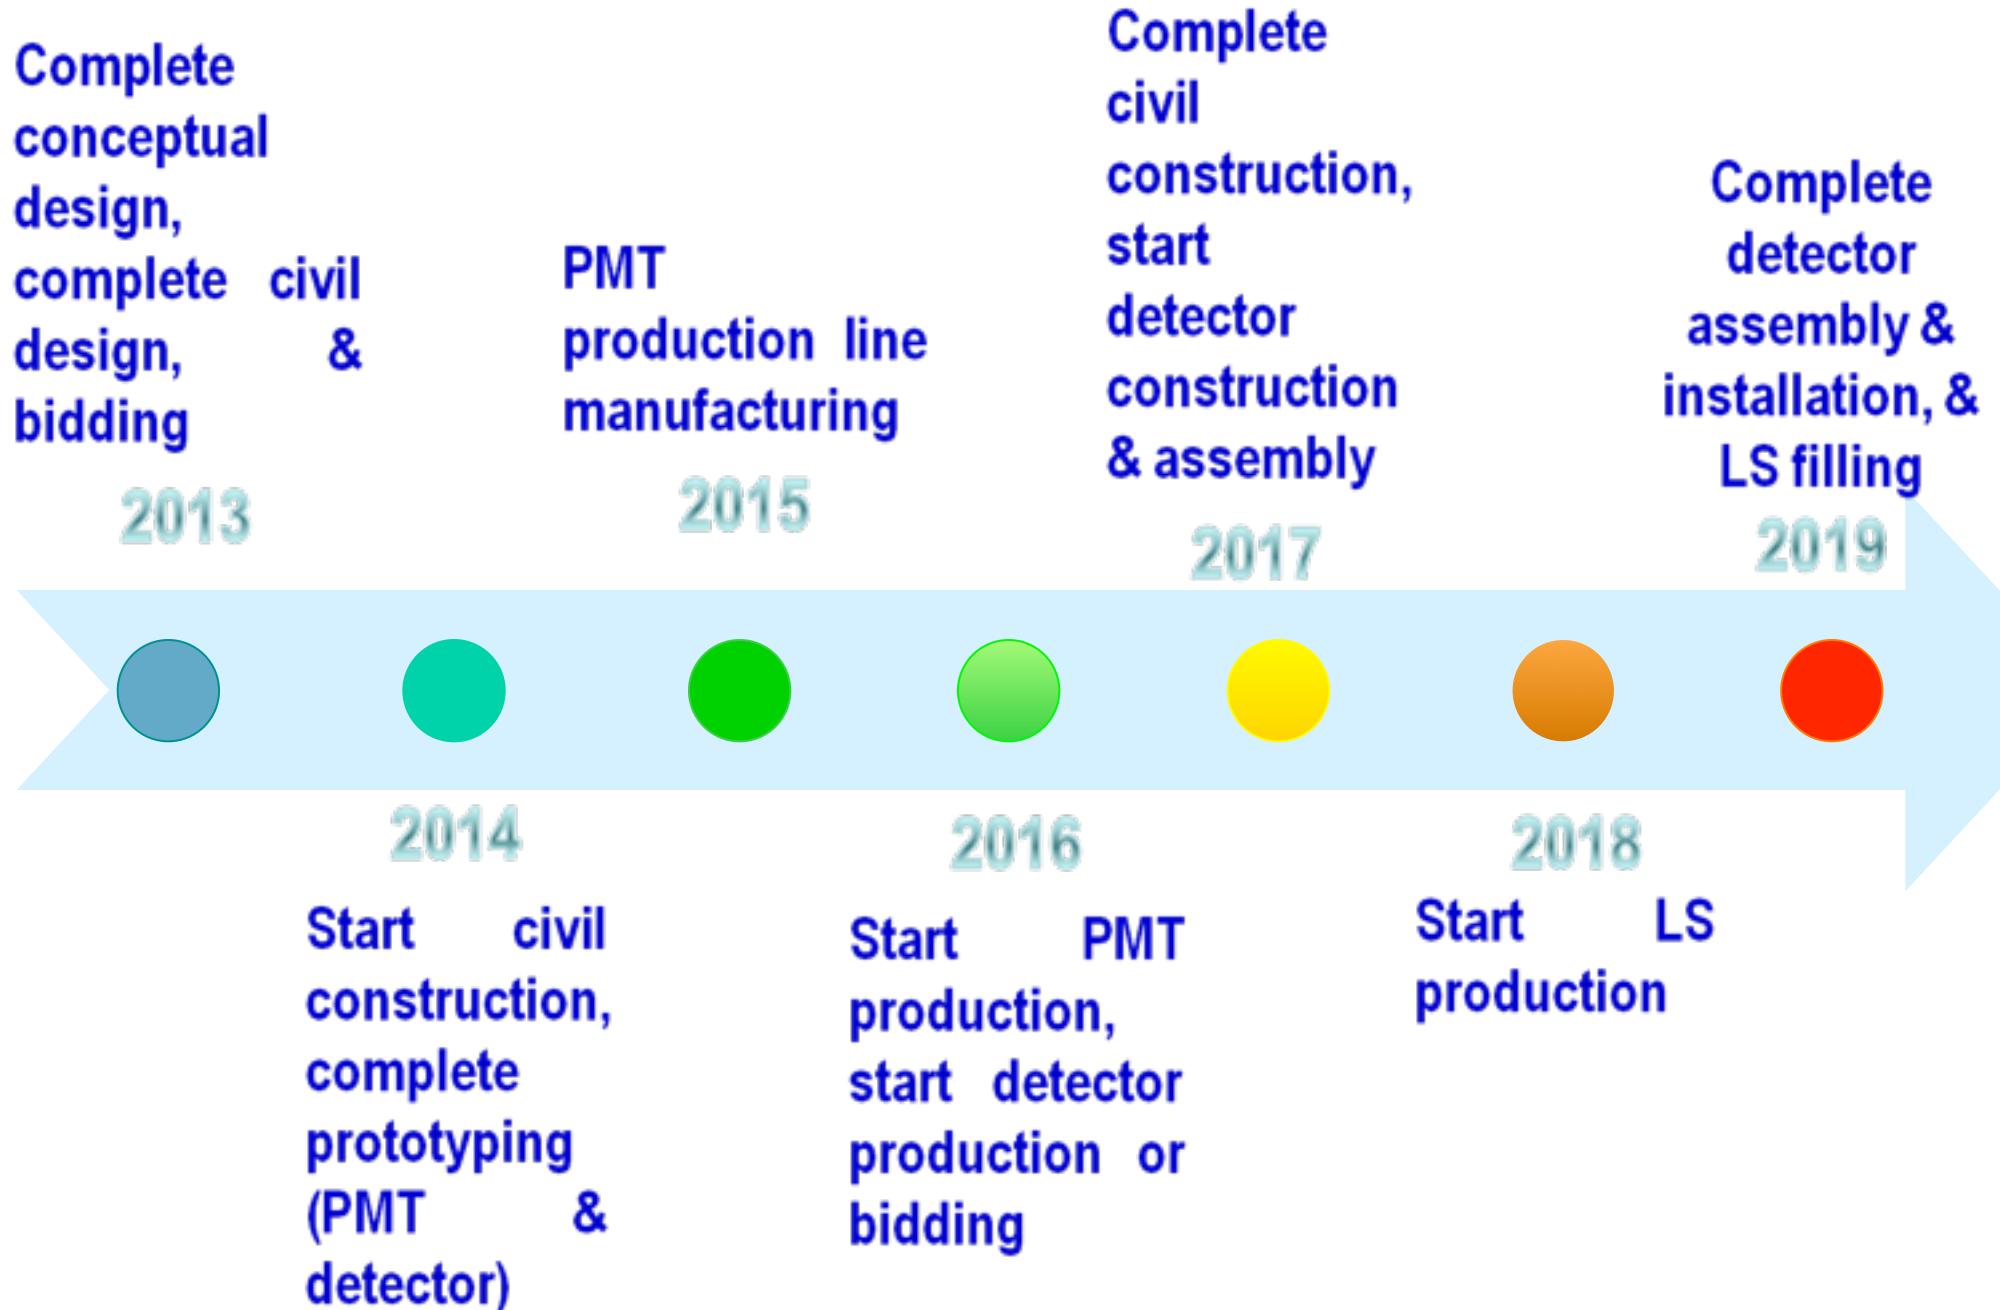 Complete
conceptual
design,
complete civil
design, &
bidding
2013
PMT
production line
manufacturing
2015
Complete
civil
construction,
start
detector
construction
& assembly
2017
Complete
detector
assembly &
installation, &
LS filling
2019
2014
Start civil
construction,
complete
prototyping
(PMT &
detector)
2016
Start PMT
production,
start detector
production or
bidding
2018
Start LS
production